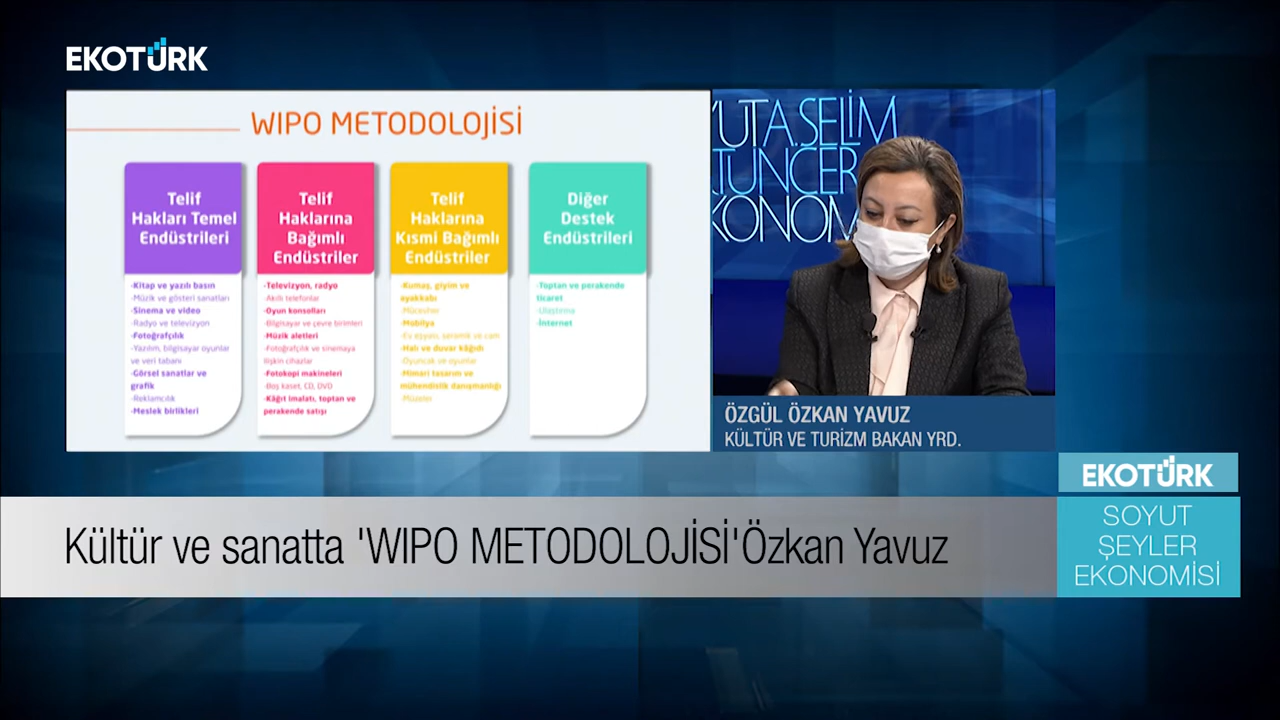 EKOTÜRK
WIPO METODOLOJİSİ
Telif
Hakları Temel
Endüstrileri
-Kitap ve yazılı basın
-Müzik ve gösteri sanatları
-Sinema ve video
-Radyo ve televizyon
-Fotoğrafçılık
-Yazılım, bilgisayar oyunlar
ve veri tabanı
-Görsel sanatlar ve
grafik
-Reklamcılık
-Meslek birlikleri
Telif
Haklarına
Bağımlı
Endüstriler
-Televizyon, radyo
-Akıllı telefonlar
-Oyun konsolları
-Bilgisayar ve çevre birimleri
-Müzik aletleri
-Fotoğrafçılık ve sinemaya
ilişkin cihazlar
-Fotokopi makineleri
-Boş kaset, CD, DVD
-Kâğıt imalatı, toptan ve
perakende satışı
Telif
Haklarına
Kısmi Bağımlı
Endüstriler
-Kumaş, giyim ve
ayakkabı
-Mücevher
-Mobilya
-Ev eşyası, seramik ve cam
-Halı ve duvar kâğıdı
-Oyuncak ve oyunlar
-Mimari tasarım ve
mühendislik danışmanlığı
-Müzeler
Diğer
Destek
Endüstrileri
-Toptan ve perakende
ticaret
-Ulaştırma
-İnternet
YUT A.SELİM
TUNCER
KONOM
ÖZGÜL ÖZKAN YAVUZ
KÜLTÜR VE TURİZM BAKAN YRD.
EKOTÜRK
SOYUT
ŞEYLER
EKONOMİSİ
Kültür ve sanatta 'WIPO METODOLOJİSİ'Özkan Yavuz